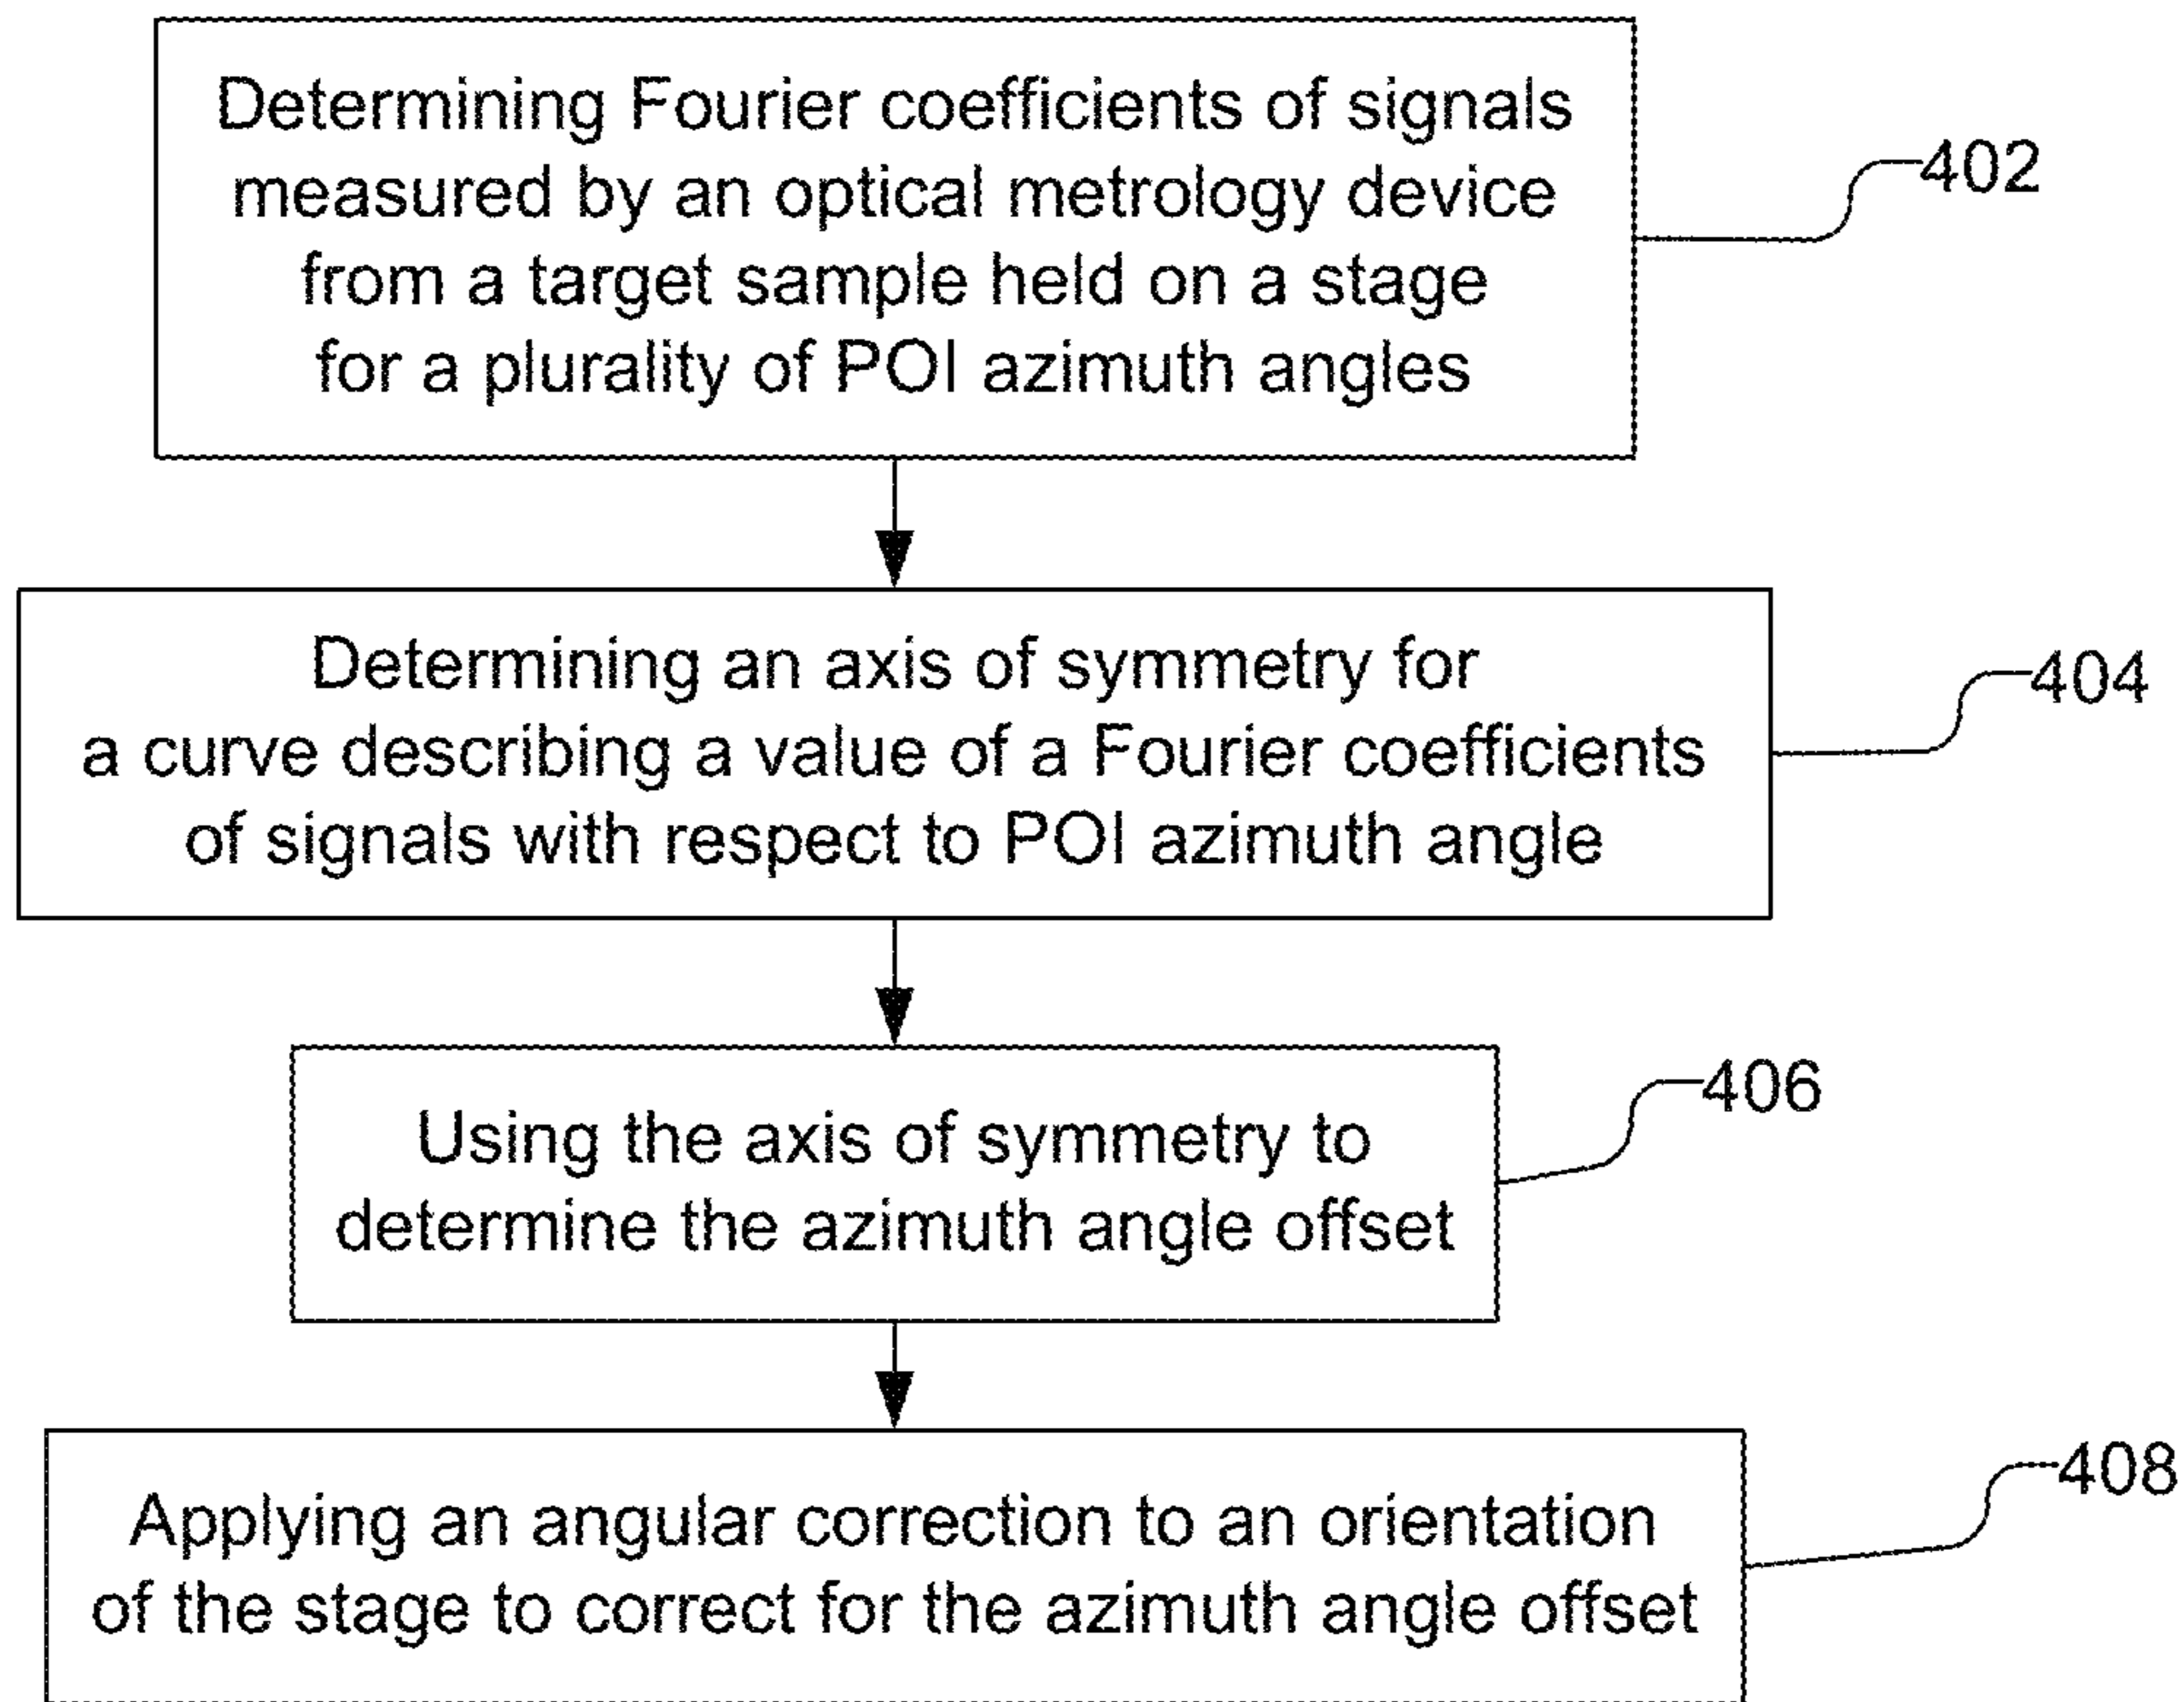 Determining Fourier coefficients of signals
measured by an optical metrology device
from a target sample held on a stage
for a plurality of POI azimuth angles
402
Determining an axis of symmetry for
a curve describing a value of a Fourier coefficients
of signals with respect to POI azimuth angle
404
Using the axis of symmetry to
determine the azimuth angle offset
406
Applying an angular correction to an orientation
of the stage to correct for the azimuth angle offset
408